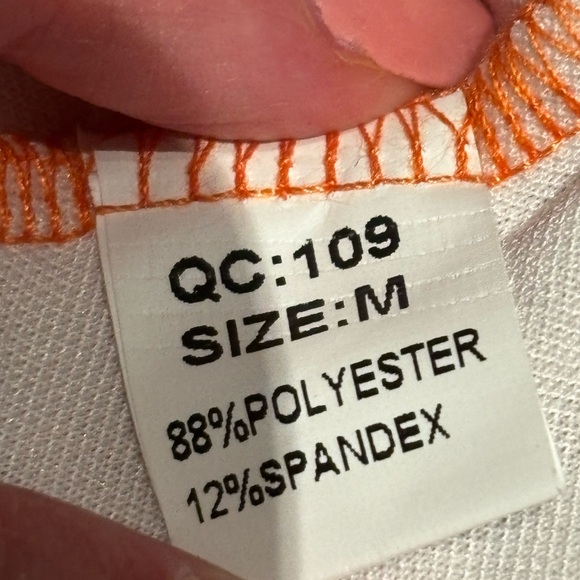 QC:109
SIZE:M
88%POLYESTER
12%SPANDEX